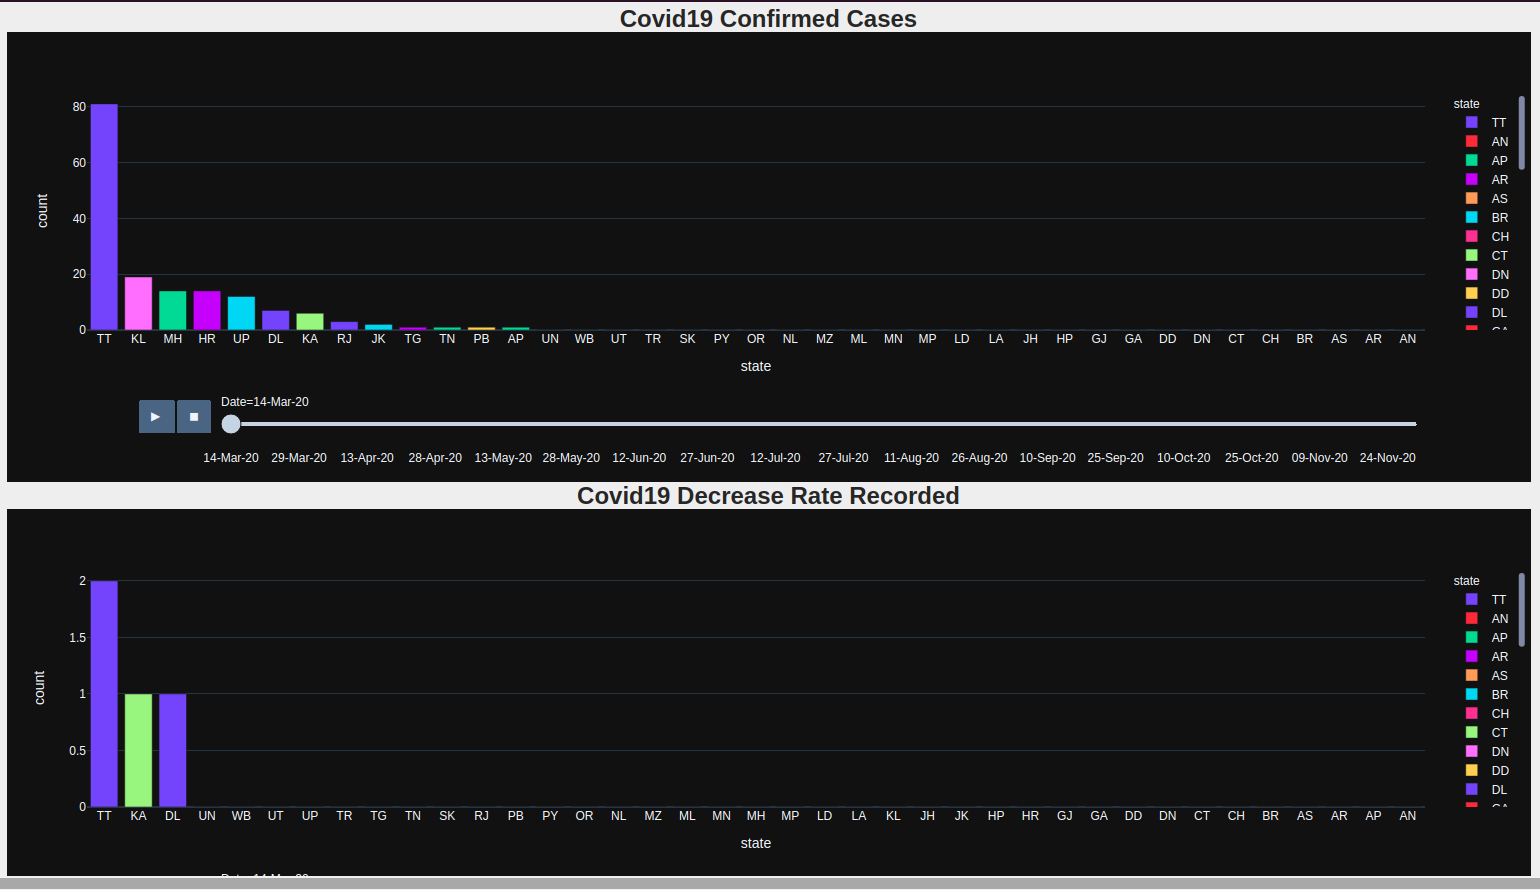 Covid19 Confirmed Cases
80
60
40
20
0
count
TT KL MH HR UP DL KA RJ JK TG TN PB AP UN WB UT TR SK PY OR NL MZ ML MN MP LD LA JH HP GJ GA DD DN CT CH BR AS AR AN
state
state
TT
AN
AP
AR
AS
BR
CH
CT
DN
DD
DL
Date=14-Mar-20
14-Mar-20 29-Mar-20 13-Apr-20 28-Apr-20 13-May-20 28-May-20 12-Jun-20 27-Jun-20 12-Jul-20 27-Jul-20 11-Aug-20 26-Aug-20 10-Sep-20 25-Sep-20 10-Oct-20 25-Oct-20 09-Nov-20 24-Nov-20
Covid19 Decrease Rate Recorded
2
1.5
1
0.5
0
count
TT KA DL UN WB UT UP TR TG TN SK RJ PB PY OR NL MZ ML MN MH MP LD LA KL JH JK HP HR GJ GA DD DN CT CH BR AS AR AP AN
state
state
TT
AN
AP
AR
AS
BR
CH
CT
DN
DD
DL